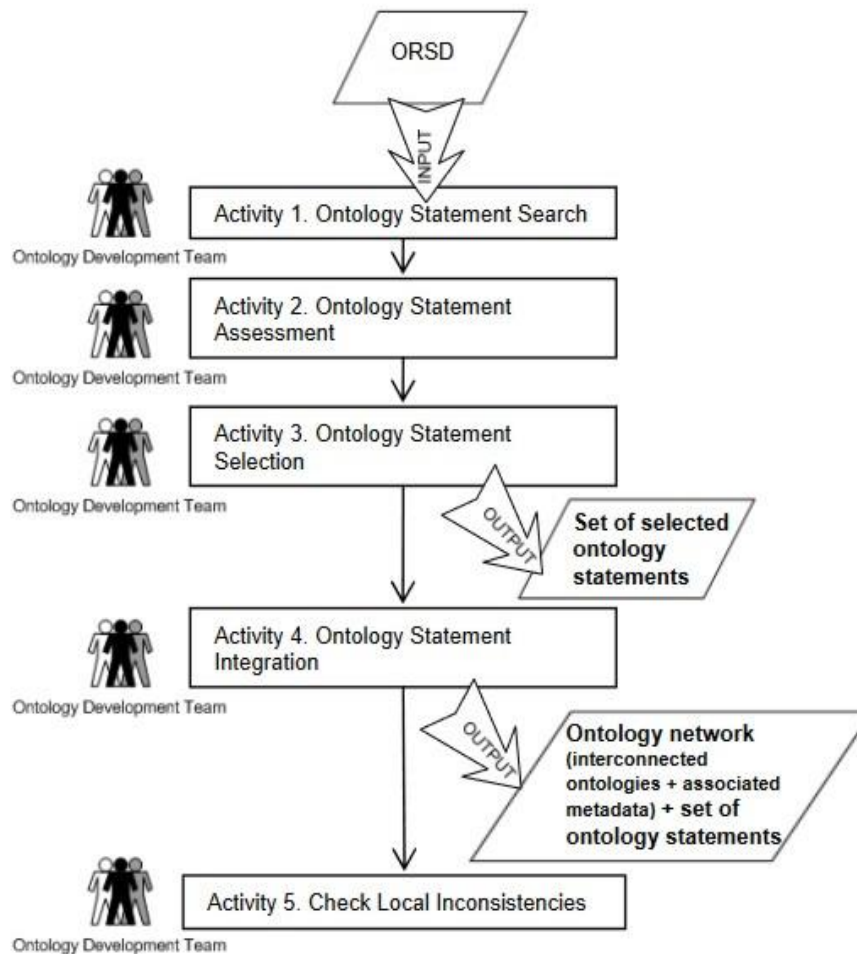 ORSD
INPUT
Activity 1. Ontology Statement Search
Ontology Development Team
Activity 2. Ontology Statement
Assessment
Ontology Development Team
Activity 3. Ontology Statement
Selection
Ontology Development Team
OUTPUT
Set of selected
ontology
statements
Activity 4. Ontology Statement
Integration
Ontology Development Team
OUTPUT
Ontology network
(interconnected
ontologies + associated
metadata) + set of
ontology statements
Activity 5. Check Local Inconsistencies
Ontology Development Team